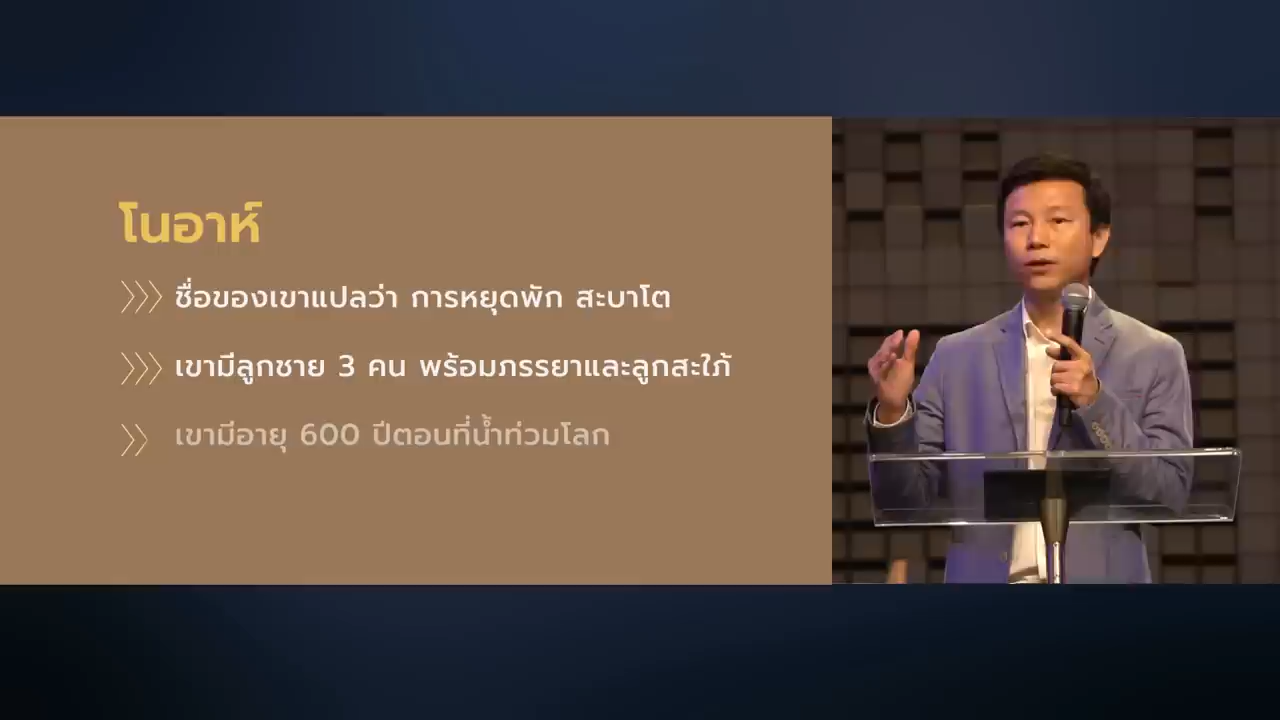 โนอาห์
ชื่อของเขาแปลว่า การหยุดพัก สะบาโต
เขามีลูกชาย 3 คน พร้อมภรรยาและลูกสะใภ้
เขามีอายุ 600 ปีตอนที่น้ำท่วมโลก